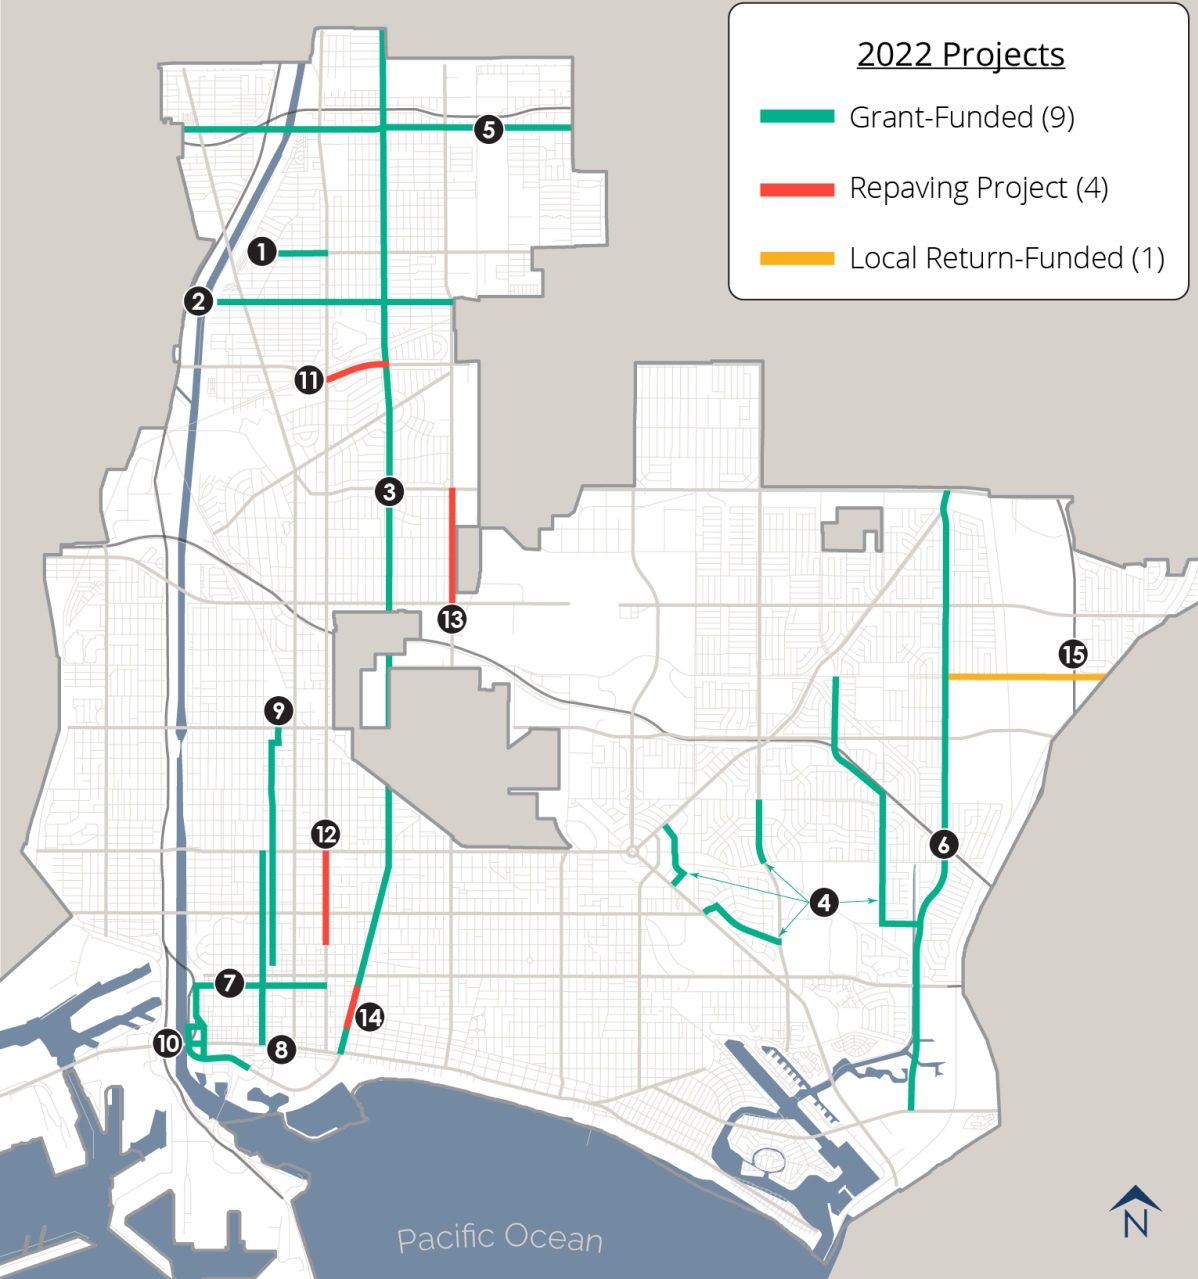 2022 Projects
Grant-Funded (9)
Repaving Project (4)
Local Return-Funded (1)
5
1
2
11
3
13
15
9
12
6
4
7
14
10
8
Pacific Ocean
N